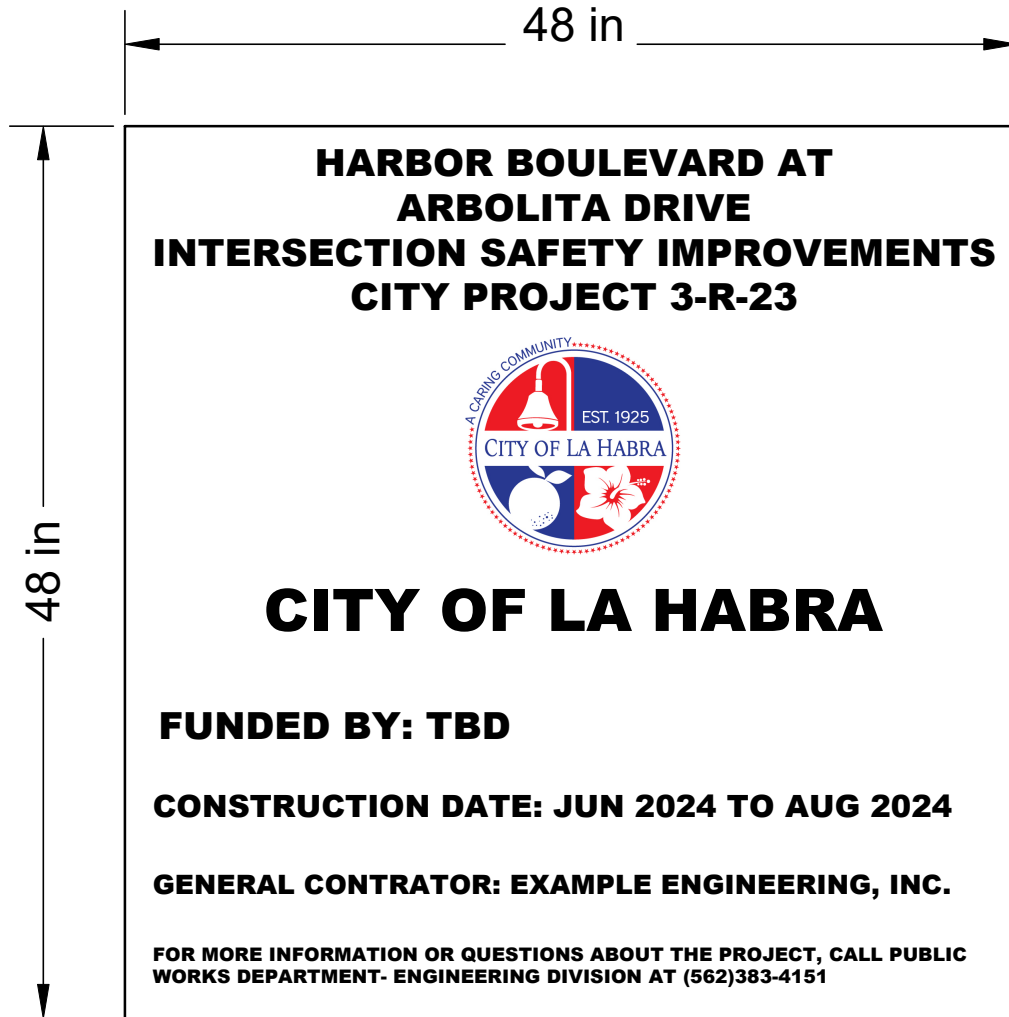 48 in
48 in
HARBOR BOULEVARD AT
ARBOLITA DRIVE
INTERSECTION SAFETY IMPROVEMENTS
CITY PROJECT 3-R-23
A CARING COMMUNITY
EST. 1925
CITY OF LA HABRA
CITY OF LA HABRA
FUNDED BY: TBD
CONSTRUCTION DATE: JUN 2024 TO AUG 2024
GENERAL CONTRATOR: EXAMPLE ENGINEERING, INC.
FOR MORE INFORMATION OR QUESTIONS ABOUT THE PROJECT, CALL PUBLIC
WORKS DEPARTMENT- ENGINEERING DIVISION AT (562)383-4151